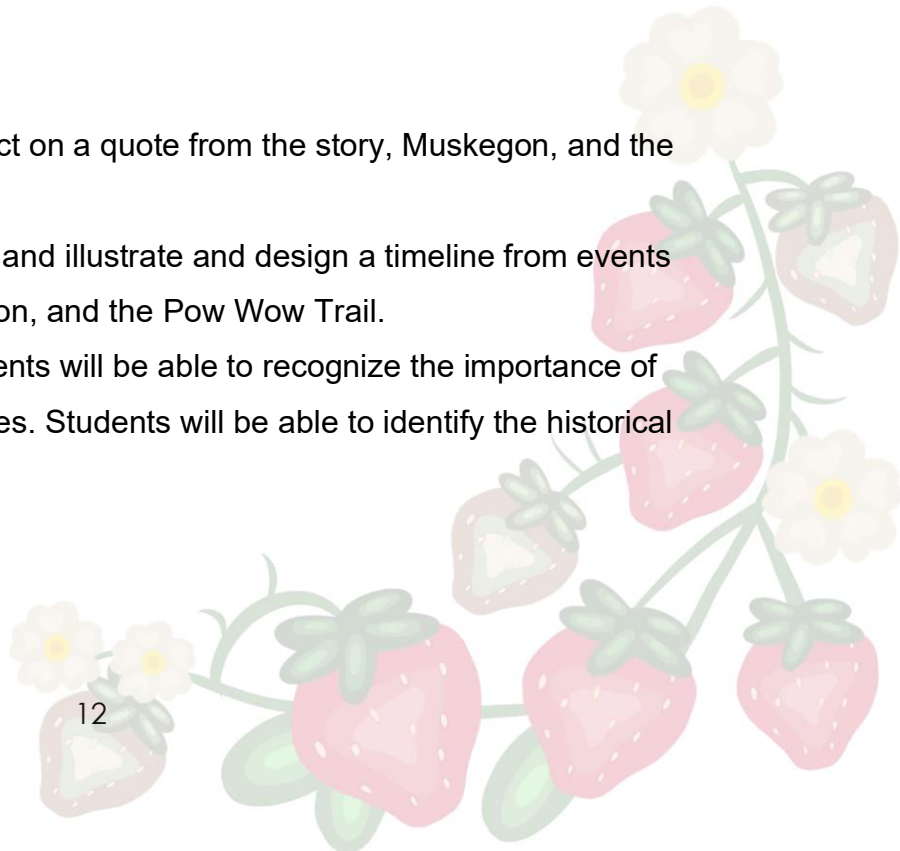 ct on a quote from the story, Muskegon, and the
and illustrate and design a timeline from events
on, and the Pow Wow Trail.
ents will be able to recognize the importance of
es. Students will be able to identify the historical
12